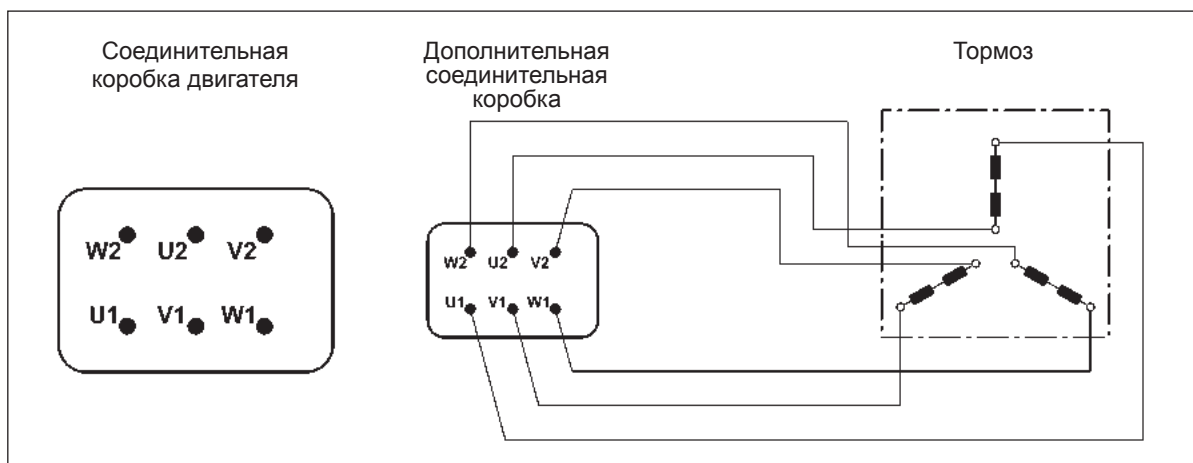 Соединительная
коробка двигателя
Дополнительная
соединительная
коробка
Тормоз
W2 U2 V2
U1 V1 W1
W2 U2 V2
U1 V1 W1